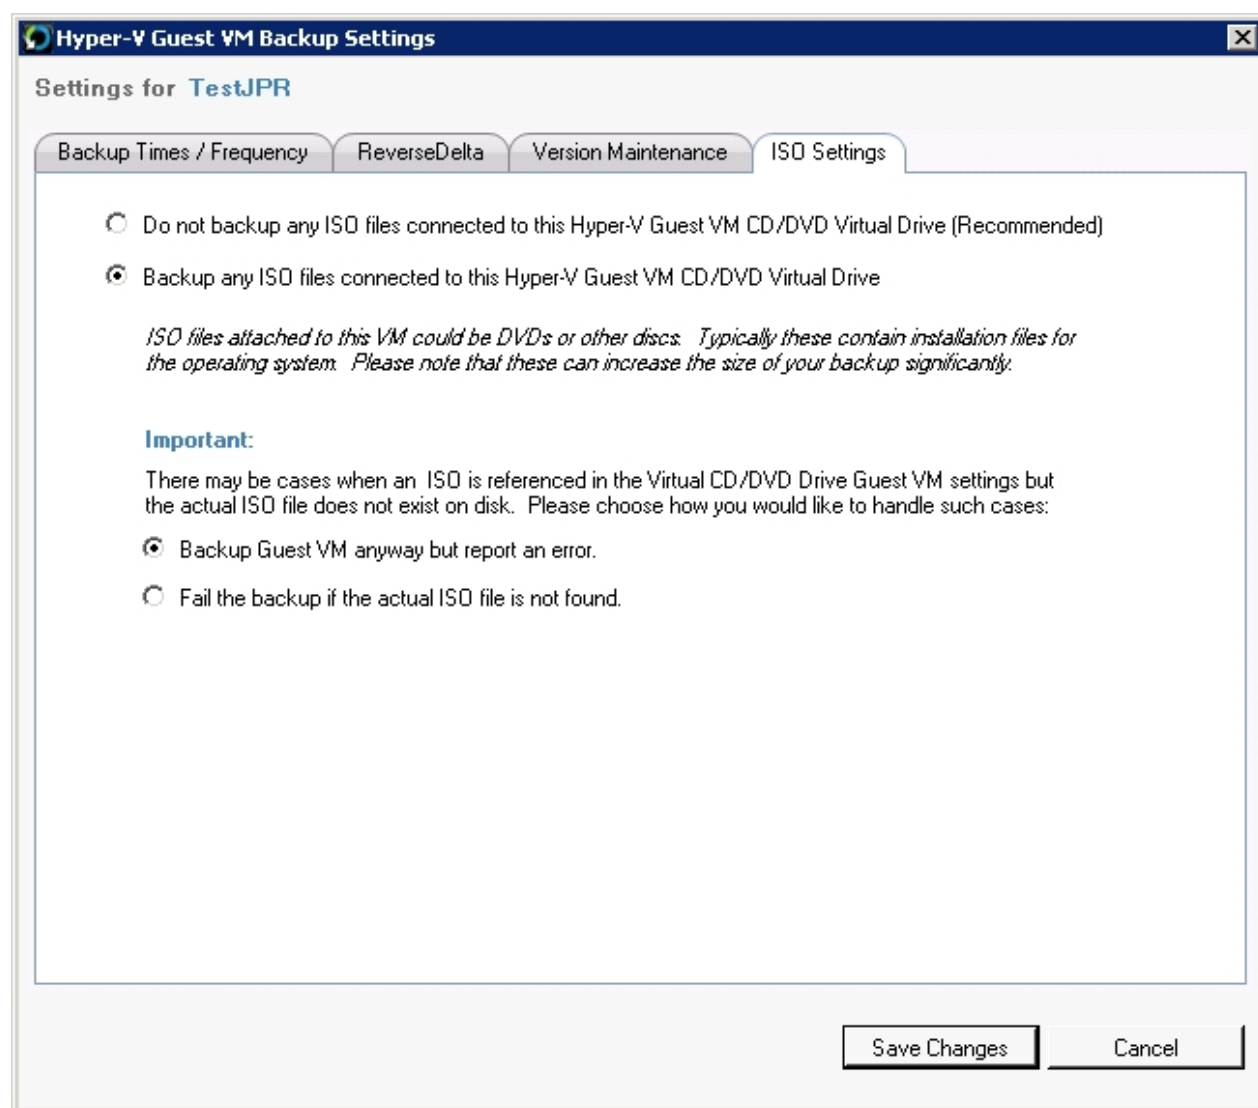 Hyper-V Guest VM Backup Settings
Settings for TestJPR
Backup Times / Frequency ReverseDelta Version Maintenance ISO Settings
Do not backup any ISO files connected to this Hyper-V Guest VM CD/DVD Virtual Drive (Recommended)
Backup any ISO files connected to this Hyper-V Guest VM CD/DVD Virtual Drive
ISO files attached to this VM could be DVDs or other discs. Typically these contain installation files for
the operating system. Please note that these can increase the size of your backup significantly.
Important:
There may be cases when an ISO is referenced in the Virtual CD/DVD Drive Guest VM settings but
the actual ISO file does not exist on disk. Please choose how you would like to handle such cases:
Backup Guest VM anyway but report an error.
Fail the backup if the actual ISO file is not found.
Save Changes Cancel